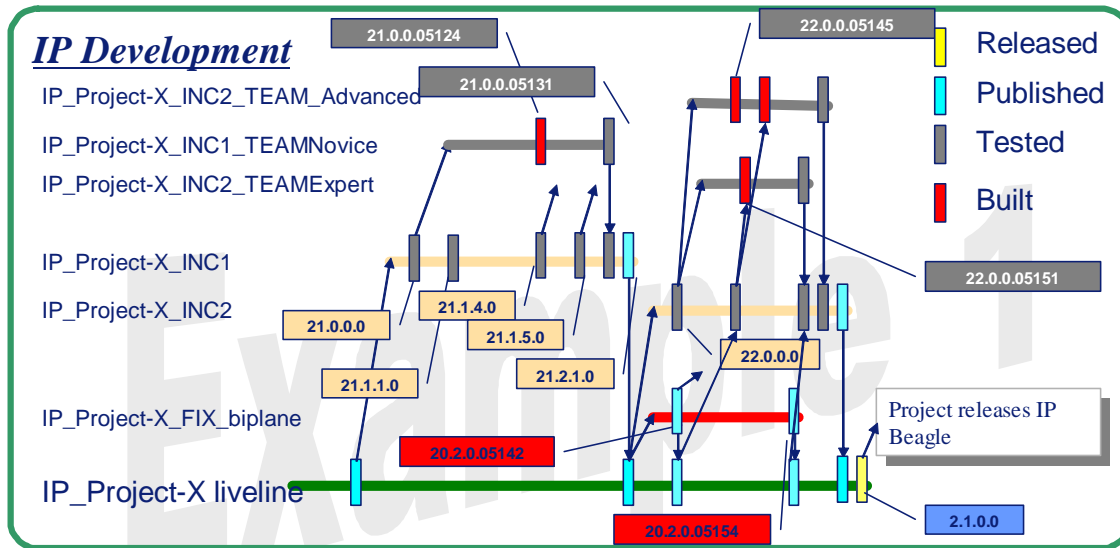 IP Development
21.0.0.05124
22.0.0.05145
Released
21.0.0.05131
Published
IP_Project-X_INC2_TEAM_Advanced
Tested
IP_Project-X_INC1_TEAMNovice
IP_Project-X_INC2_TEAMExpert
Built
IP_Project-X_INC1
22.0.0.05151
IP_Project-X_INC2
21.1.4.0
21.0.0.0
21.1.5.0
22.0.0.0
21.2.1.0
21.1.1.0
IP_Project-X_FIX_biplane
Project releases IP
Beagle
20.2.0.05142
IP_Project-X liveline
2.1.0.0
20.2.0.05154
Example 1